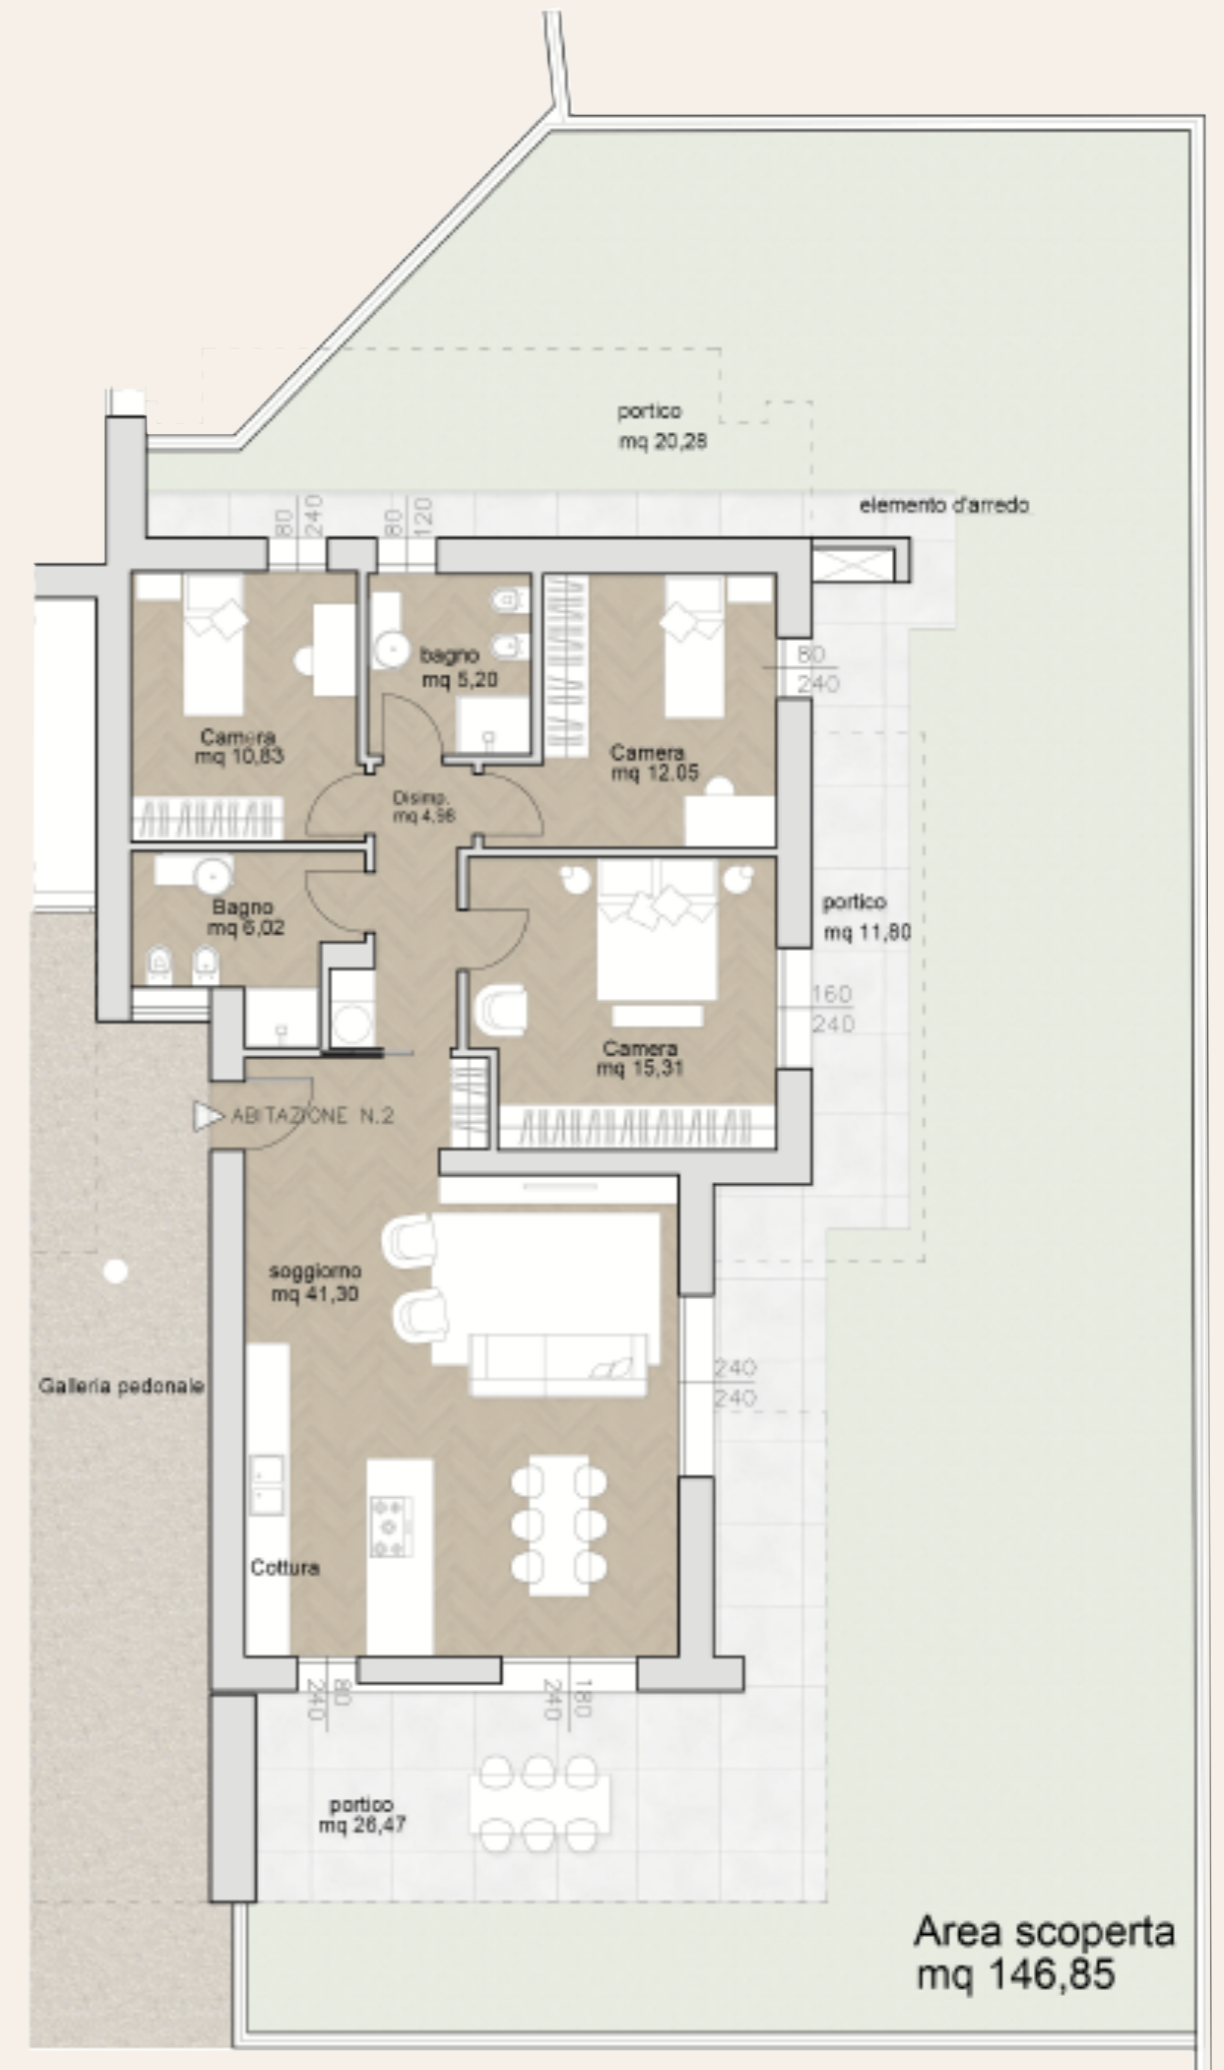 portico
mq 20,28
elemento d'arredo
80
240
80
120
bagno
mq 5,20
80
240
Camera
mq 10,83
Camera
mq 12.05
Disimp.
mq 4,98
Bagno
mq 6,02
portico
mq 11,80
160
240
Camera
mq 15,31
ABITAZIONE N.2
soggiorno
mq 41,30
Galleria pedonale
240
240
Cottura
80
240
180
240
portico
mq 26,47
Area scoperta
mq 146,85